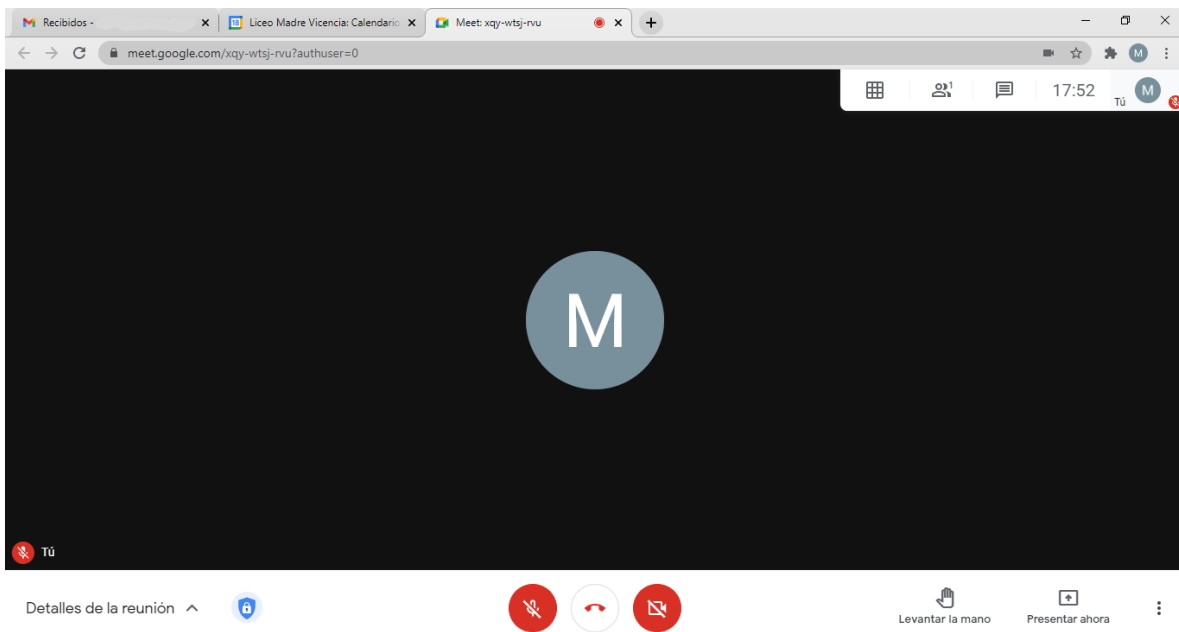 Recibidos -
Liceo Madre Vicencia: Calendario
Meet: xqy-wtsj-rvu
meet.google.com/xqy-wtsj-rvu?authuser=0
M
1
17:52
Tú
M
M
Tú
Detalles de la reunión
Levantar la mano
Presentar ahora